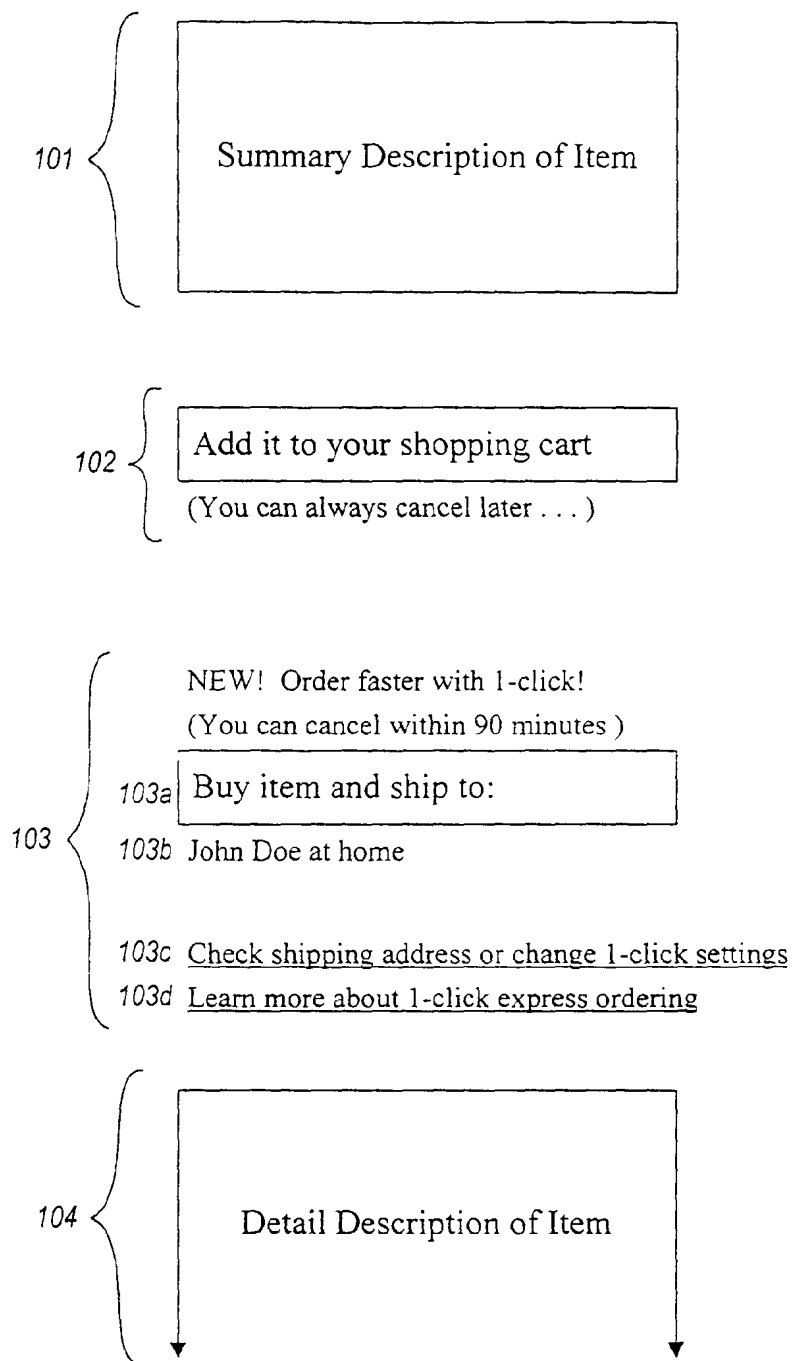 101 Summary Description of Item
102 Add it to your shopping cart
(You can always cancel later . . . )
NEW! Order faster with 1-click!
(You can cancel within 90 minutes )
103a Buy item and ship to:
103
103b John Doe at home
103c Check shipping address or change 1-click settings
103d Learn more about 1-click express ordering
104 Detail Description of Item